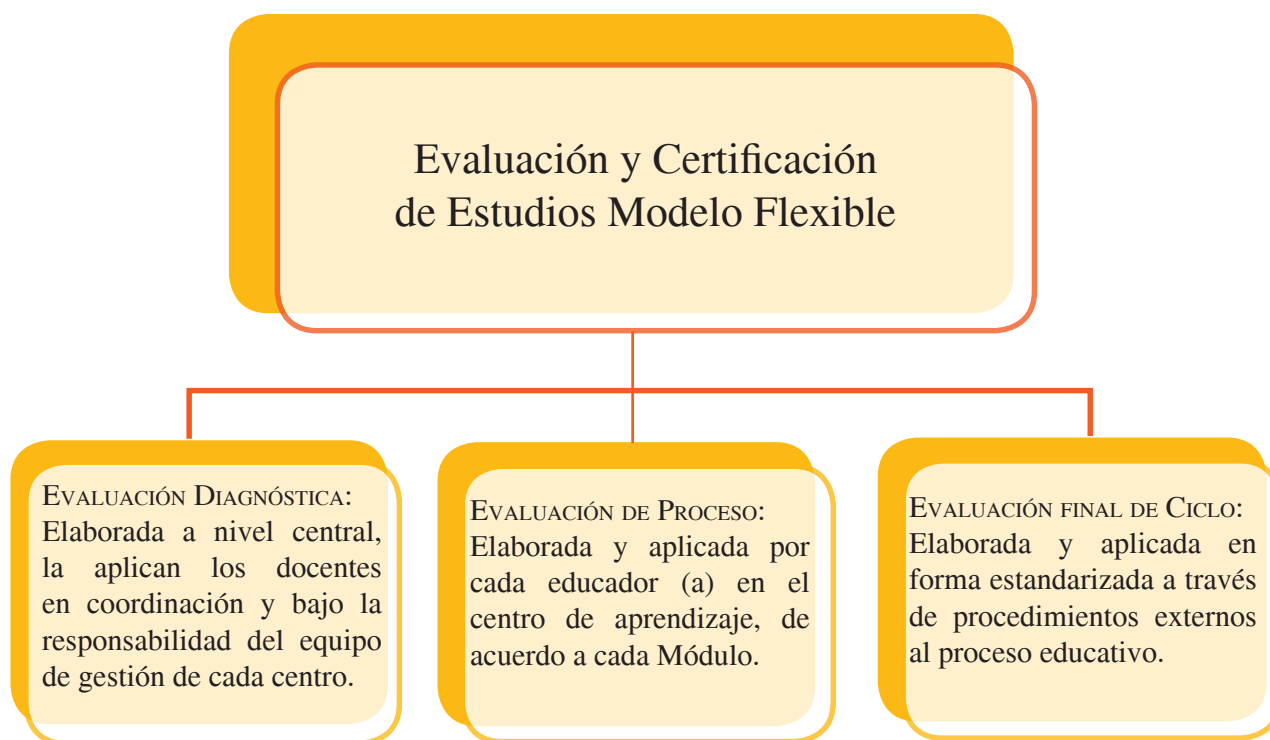 Evaluación y Certificación
de Estudios Modelo Flexible
Evaluación Diagnóstica:
Elaborada a nivel central,
la aplican los docentes
en coordinación y bajo la
responsabilidad del equipo
de gestión de cada centro.
Evaluación de Proceso:
Elaborada y aplicada por
cada educador (a) en el
centro de aprendizaje, de
acuerdo a cada Módulo.
Evaluación final de Ciclo:
Elaborada y aplicada en
forma estandarizada a través
de procedimientos externos
al proceso educativo.